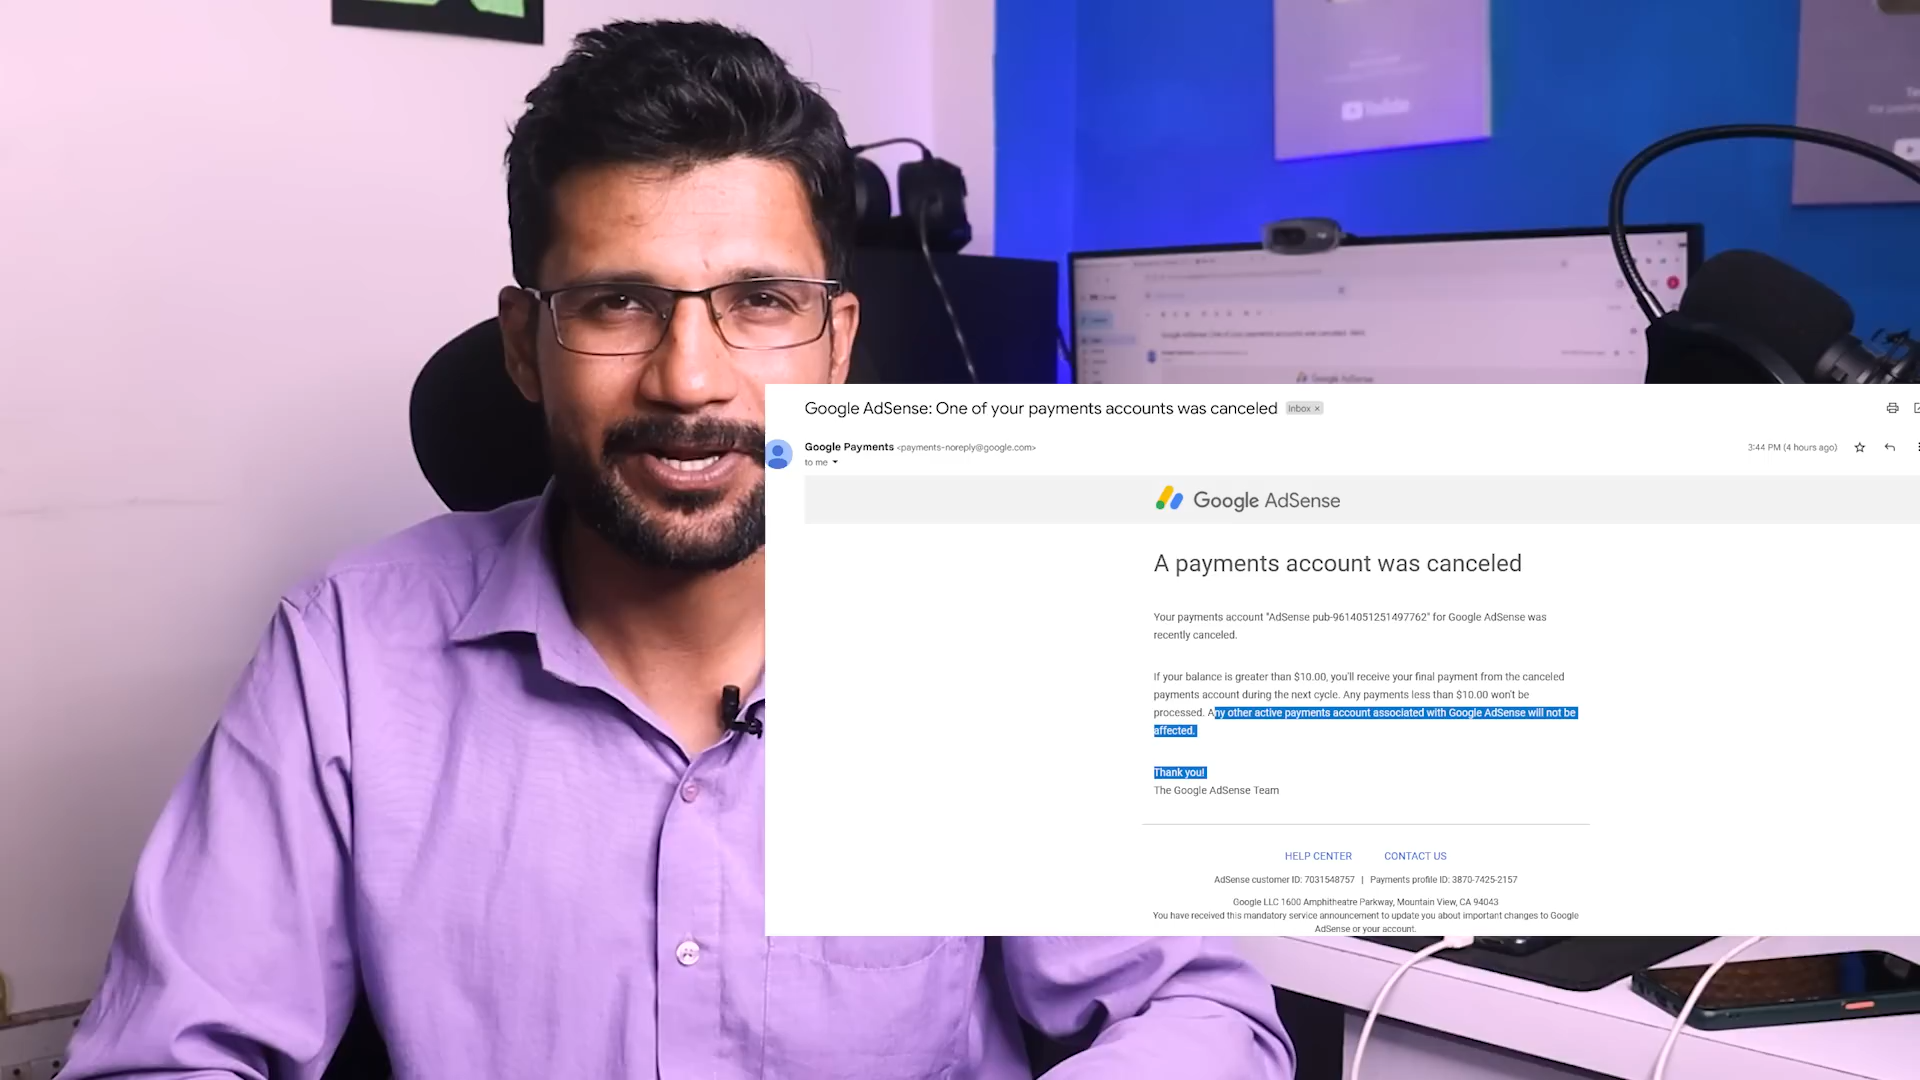 YouTube
Google AdSense: One of your payments accounts was canceled Inbox ×
Google Payments <payments-noreply@google.com>
3:44 PM (4 hours ago)
to me
Google AdSense
A payments account was canceled
Your payments account "AdSense pub-9614051251497762" for Google AdSense was
recently canceled.
If your balance is greater than $10.00, you'll receive your final payment from the canceled
payments account during the next cycle. Any payments less than $10.00 won't be
processed. Any other active payments account associated with Google AdSense will not be
affected.
Thank you!
The Google AdSense Team
HELP CENTER CONTACT US
AdSense customer ID: 7031548757 | Payments profile ID: 3870-7425-2157
Google LLC 1600 Amphitheatre Parkway, Mountain View, CA 94043
You have received this mandatory service announcement to update you about important changes to Google
AdSense or your account.